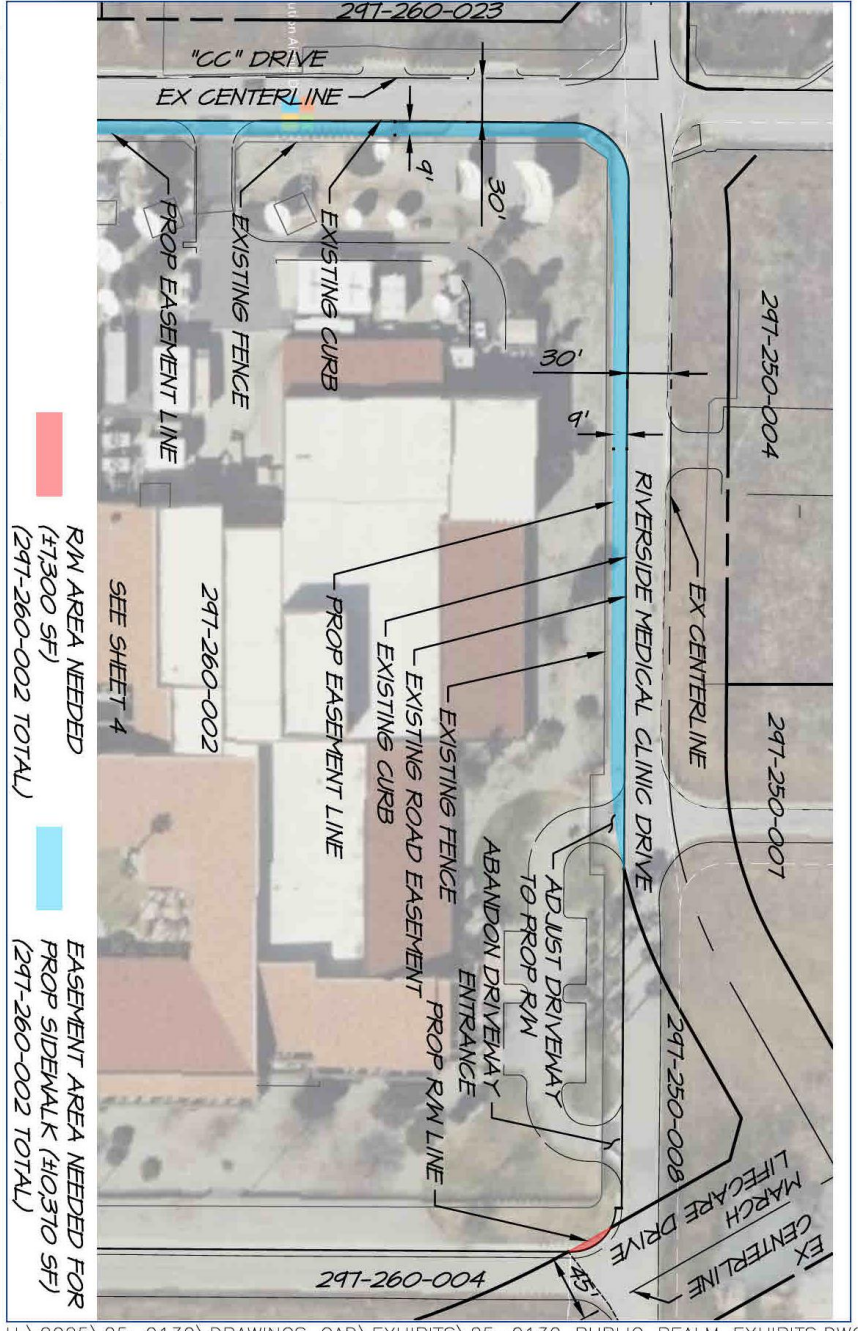 297-260-023
"CC" DRIVE
EX CENTERLINE
9'
30'
PROP EASEMENT LINE
EXISTING FENCE
EXISTING CURB
297-250-004
30'
9'
RIVERSIDE MEDICAL CLINIC DRIVE
EX CENTERLINE
297-250-007
EXISTING FENCE
EXISTING ROAD EASEMENT
EXISTING CURB
PROP EASEMENT LINE
297-260-002
SEE SHEET 4
ADJUST DRIVEWAY
TO PROP R/W
ABANDON DRIVEWAY
ENTRANCE
PROP R/W LINE
297-250-008
MARCH
LIFECARE DRIVE
EX
CENTERLINE
45'
297-260-004
R/W AREA NEEDED
(±7300 SF)
(297-260-002 TOTAL)
EASEMENT AREA NEEDED FOR
PROP SIDEWALK (±10,370 SF)
(297-260-002 TOTAL)